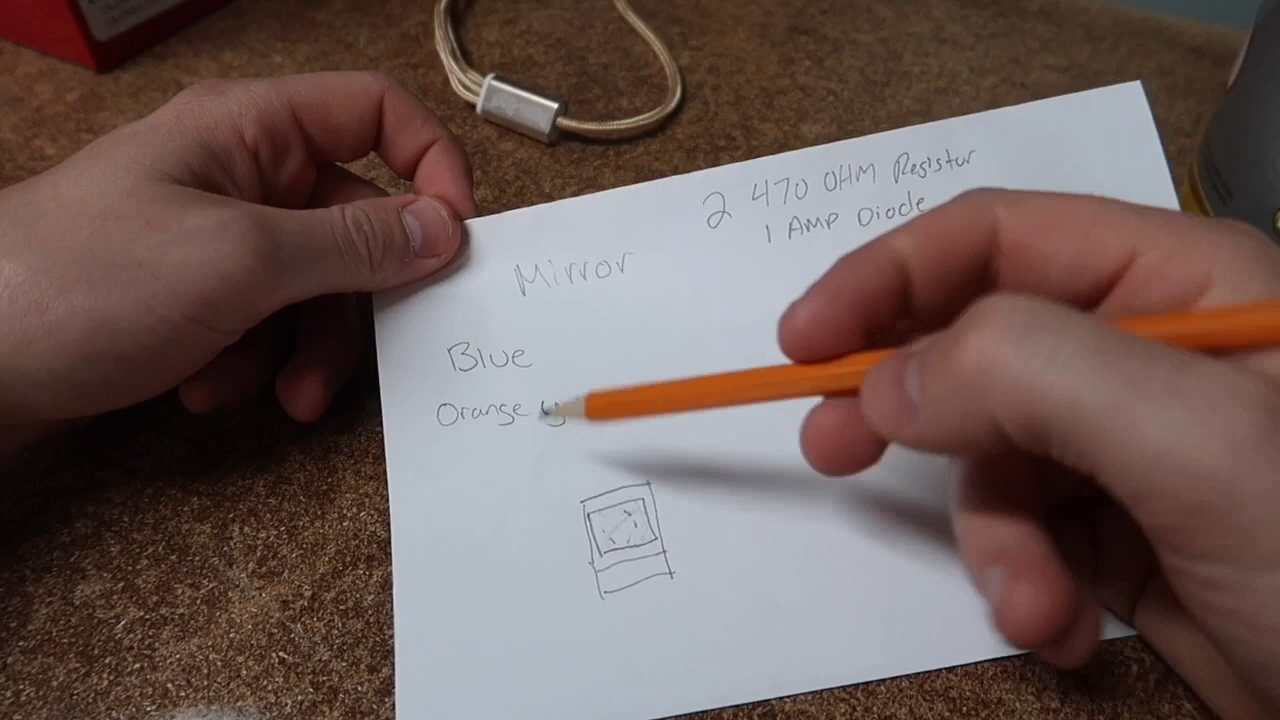 2 470 OHM Resistor
1 AMP Diode
Mirror
Blue
Orange